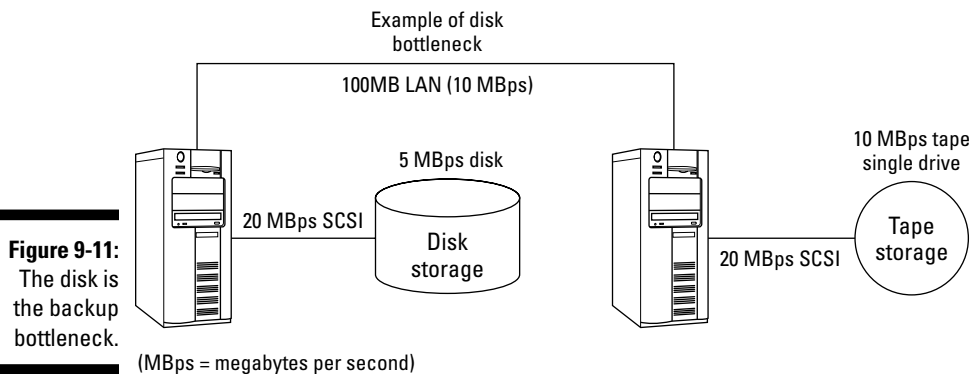 Example of disk
bottleneck
100MB LAN (10 MBps)
5 MBps disk
10 MBps tape
single drive
20 MBps SCSI
Disk
storage
20 MBps SCSI
Tape
storage
Figure 9-11:
The disk is
the backup
bottleneck.
(MBps = megabytes per second)